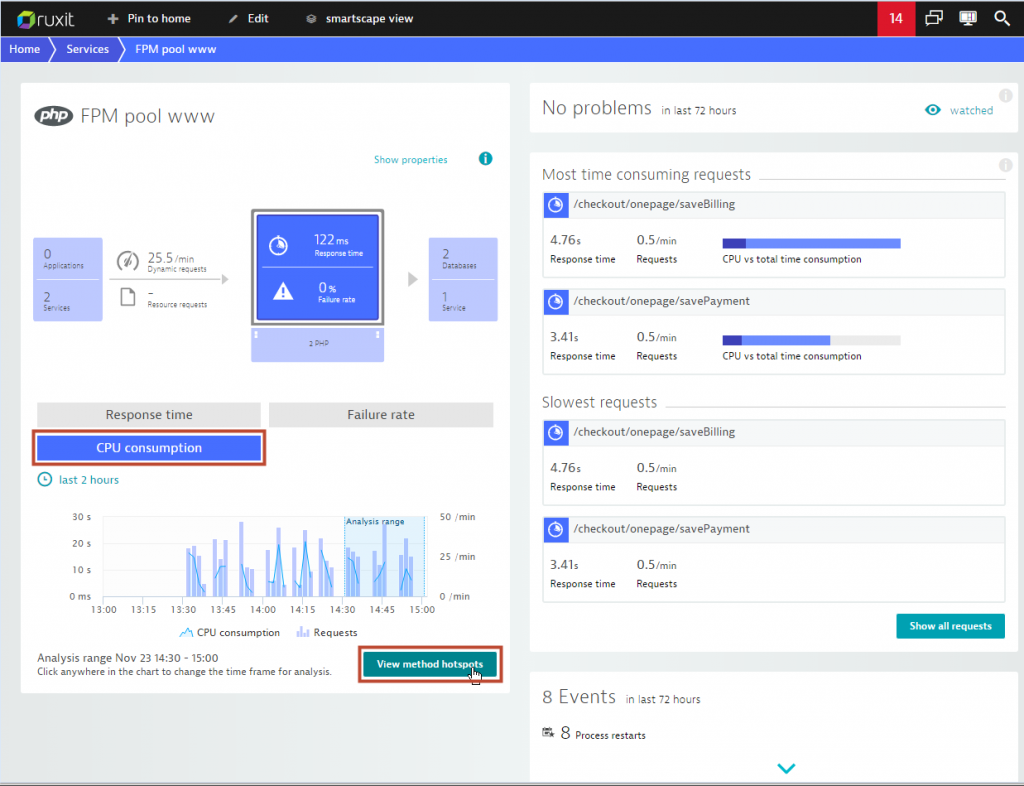 ruxit
Pin to home
Edit
smartscape view
14
Home
Services
FPM pool www
php FPM pool www
Show properties
0
Applications
2
Services
25.5 /min
Dynamic requests
-
Resource requests
122 ms
Response time
0 %
Failure rate
2 PHP
2
Databases
1
Service
Response time
Failure rate
CPU consumption
last 2 hours
30 s
20 s
10 s
0 ms
Analysis range
50 /min
25 /min
0 /min
13:00 13:15 13:30 13:45 14:00 14:15 14:30 14:45 15:00
CPU consumption
Requests
Analysis range Nov 23 14:30 - 15:00
Click anywhere in the chart to change the time frame for analysis.
View method hotspots
No problems in last 72 hours
watched
Most time consuming requests
/checkout/onepage/saveBilling
4.76s 0.5/min
Response time Requests CPU vs total time consumption
/checkout/onepage/savePayment
3.41s 0.5/min
Response time Requests CPU vs total time consumption
Slowest requests
/checkout/onepage/saveBilling
4.76s 0.5/min
Response time Requests
/checkout/onepage/savePayment
3.41s 0.5/min
Response time Requests
Show all requests
8 Events in last 72 hours
8 Process restarts